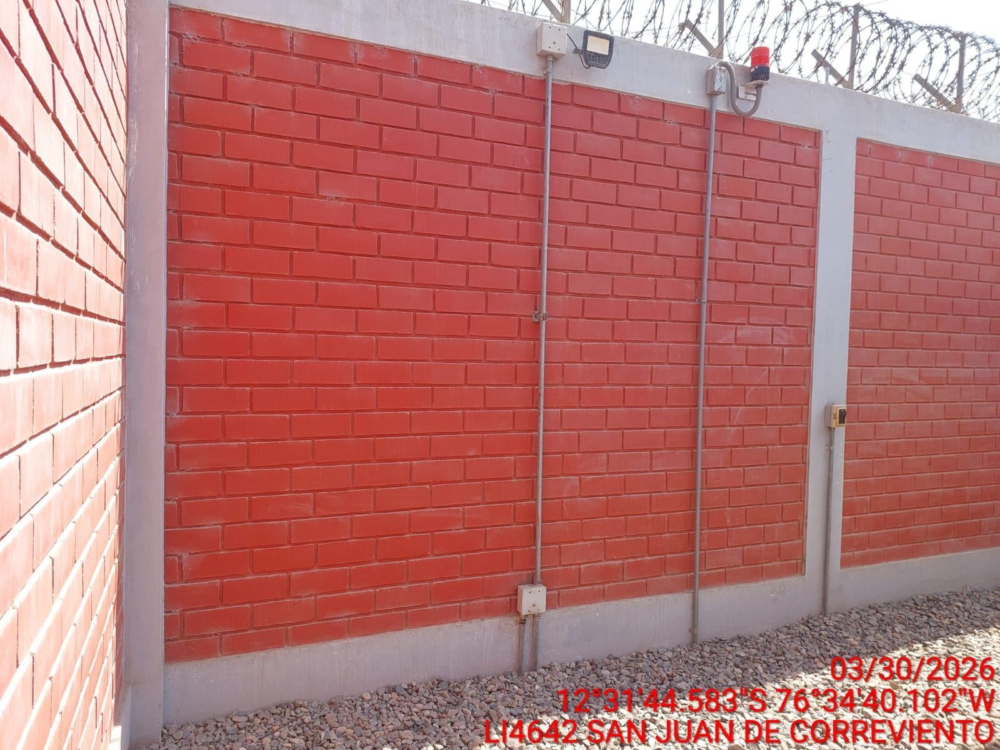 03/30/2026
12°31'44.583"S 76°34'40.102"W
LI4642 SAN JUAN DE CORREVIENTO